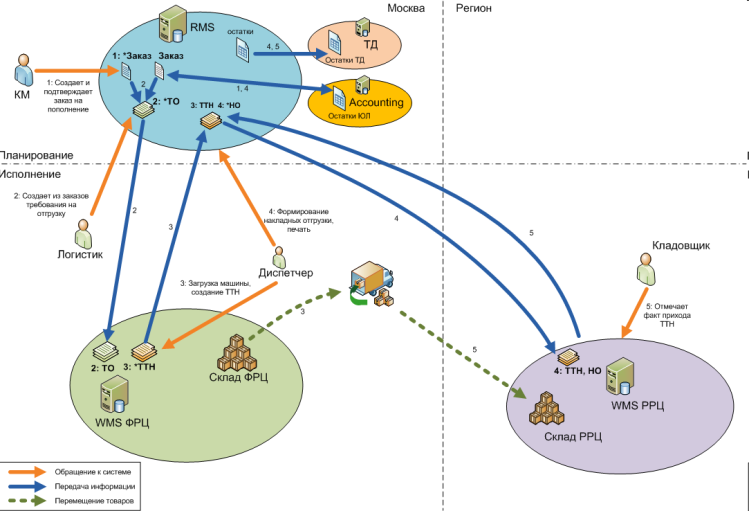 Москва
Регион
RMS
остатки
ТД
Остатки ТД
4, 5
1: *Заказ
Заказ
КМ
1: Создает и
подтверждает
заказ на
пополнение
2
2: *ТО
1, 4
Accounting
Остатки ЮЛ
3: ТТН
4: *НО
Планирование
Исполнение
2: Создает из заказов
требования на
отгрузку
Логистик
2
3
4: Формирование
накладных отгрузки,
печать
Диспетчер
3: Загрузка машины,
создание ТТН
4
5
Кладовщик
5: Отмечает
факт прихода
ТТН
3
5
2: ТО
3: *ТТН
Склад ФРЦ
WMS ФРЦ
4: ТТН, НО
WMS РРЦ
Склад РРЦ
Обращение к системе
Передача информации
Перемещение товаров